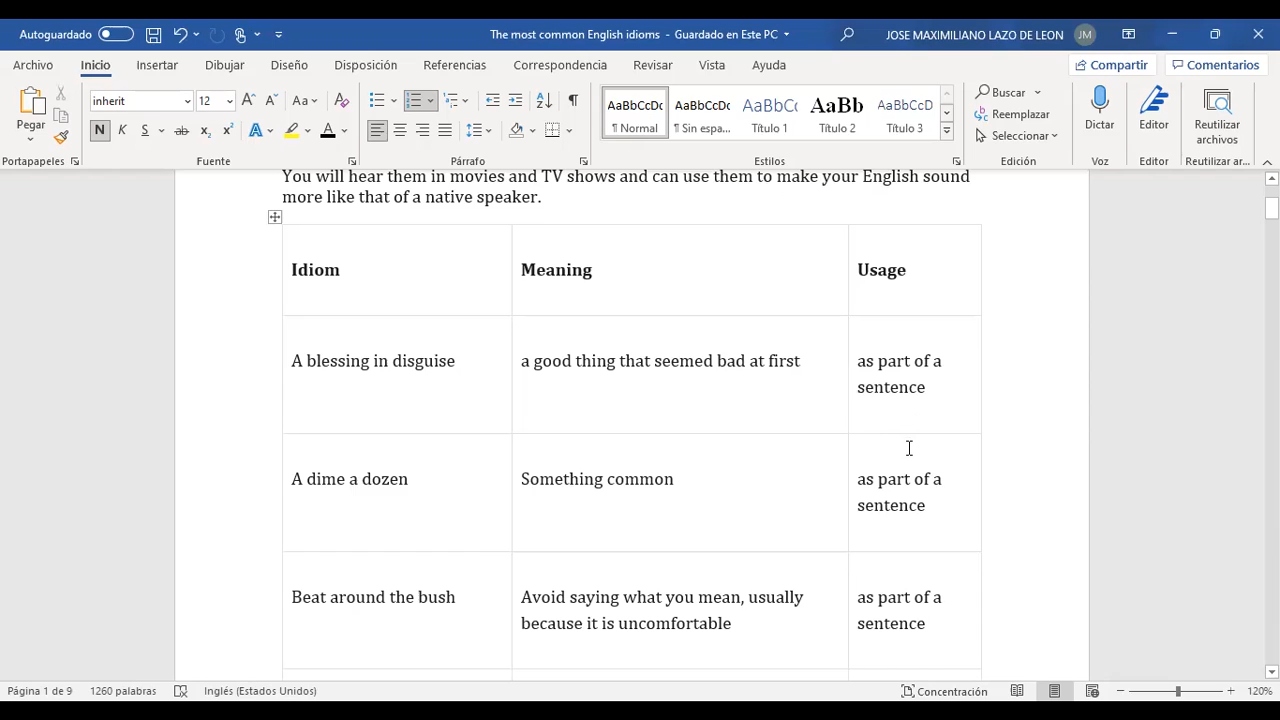 Autoguardado
The most common English idioms - Guardado en Este PC
JOSE MAXIMILIANO LAZO DE LEON JM
Archivo Inicio Insertar Dibujar Diseño Disposición Referencias Correspondencia Revisar Vista Ayuda Compartir Comentarios
Pegar
Portapapeles
inherit 12
N K S ab x₂ x²
Fuente
Párrafo
AaBbCcDc AaBbCcDc AaBbCc AaBb AaBbCcD
¶ Normal ¶ Sin espa... Título 1 Título 2 Título 3
Estilos
Buscar
Reemplazar
Seleccionar
Edición
Dictar
Voz
Editor
Editor
Reutilizar
archivos
Reutilizar ar...
You will hear them in movies and TV shows and can use them to make your English sound
more like that of a native speaker.
Idiom Meaning Usage
A blessing in disguise a good thing that seemed bad at first as part of a
sentence
A dime a dozen Something common as part of a
sentence
Beat around the bush Avoid saying what you mean, usually as part of a
because it is uncomfortable sentence
Página 1 de 9 1260 palabras Inglés (Estados Unidos) Concentración 120%